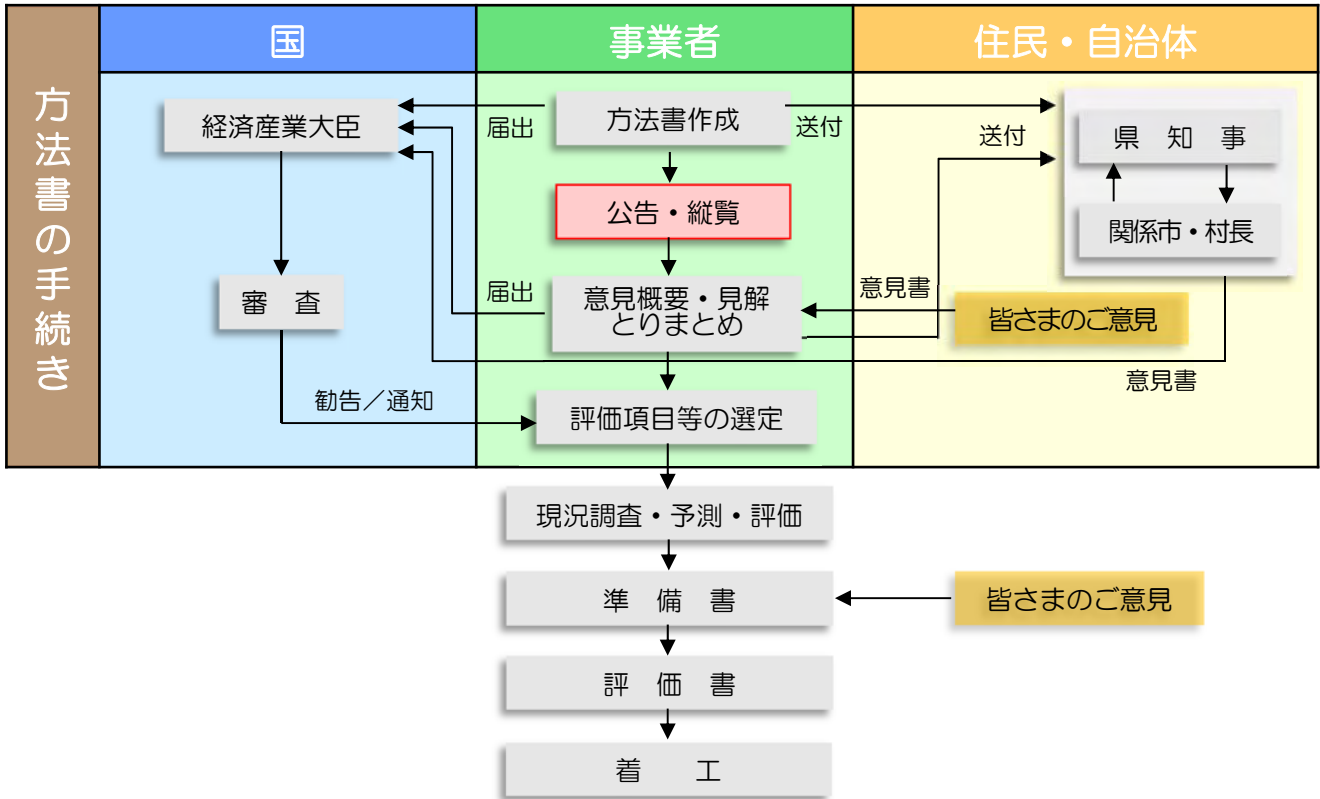 国
事業者
住民・自治体
方法書の手続き
経済産業大臣
届出
方法書作成
送付
送付
県 知 事
公告・縦覧
関係市・村長
審 査
届出
意見概要・見解
とりまとめ
意見書
皆さまのご意見
意見書
勧告／通知
評価項目等の選定
現況調査・予測・評価
準 備 書
皆さまのご意見
評 価 書
着 工